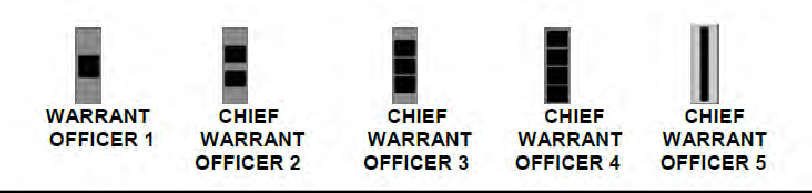 WARRANT OFFICER 1
CHIEF WARRANT OFFICER 2
CHIEF WARRANT OFFICER 3
CHIEF WARRANT OFFICER 4
CHIEF WARRANT OFFICER 5